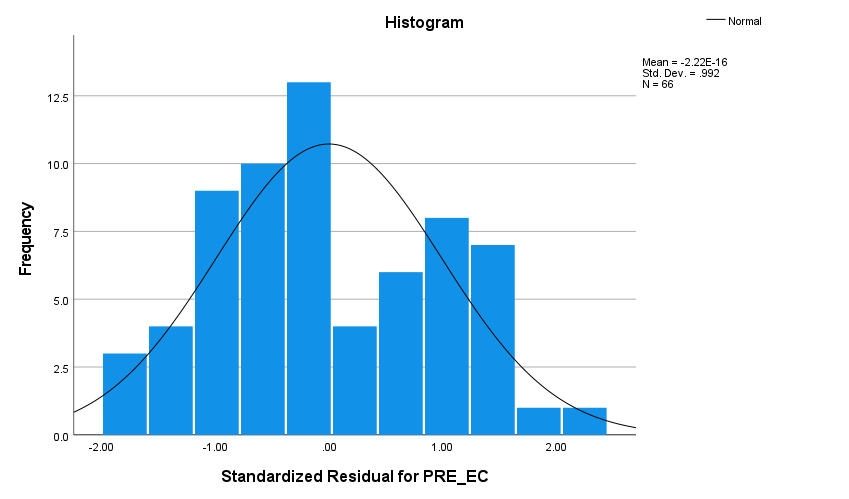 Histogram
Normal
Mean = -2.22E-16
Std. Dev. = .992
N = 66
12.5
10.0
7.5
5.0
2.5
0.0
Frequency
-2.00 -1.00 .00 1.00 2.00
Standardized Residual for PRE_EC